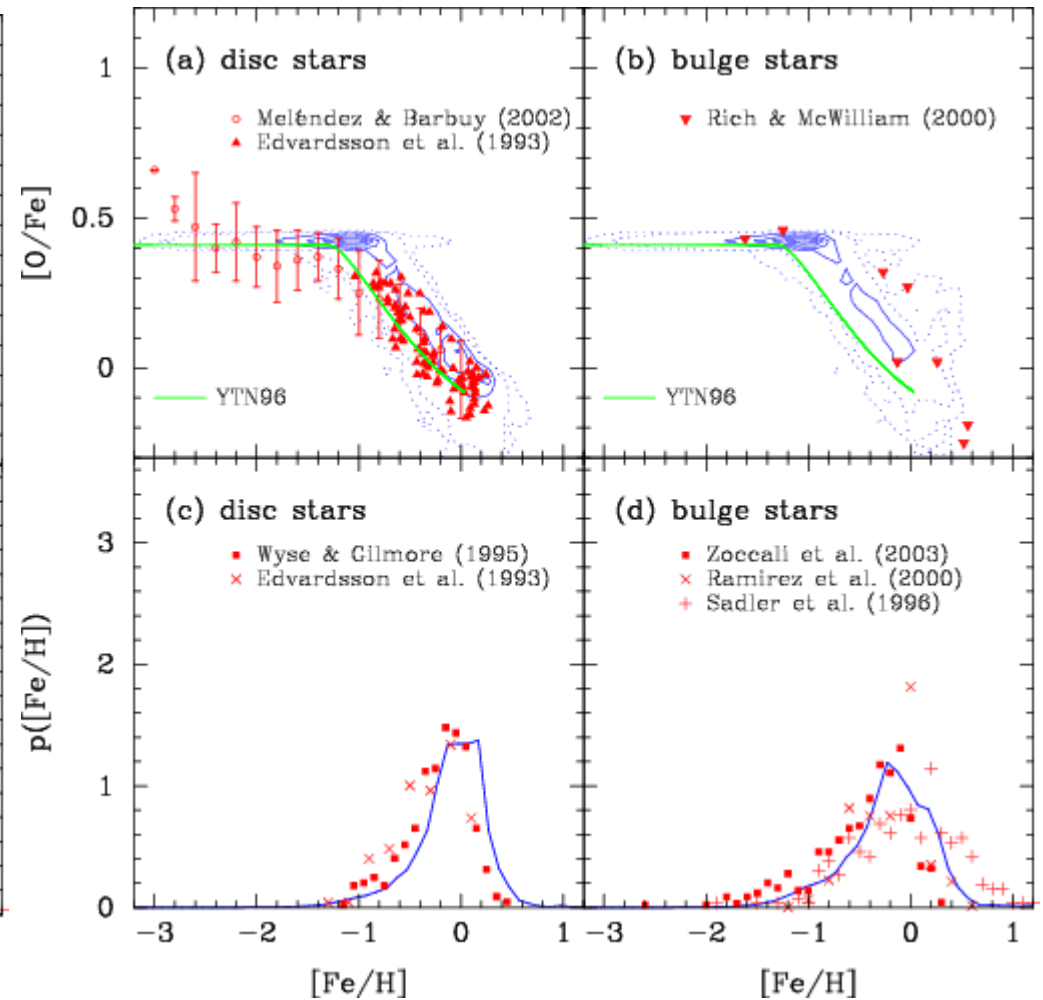 (a) disc stars
Meléndez & Barbuy (2002)
Edvardsson et al. (1993)
YTN96
(b) bulge stars
Rich & McWilliam (2000)
YTN96
[O/Fe]
1
0.5
0
(c) disc stars
Wyse & Gilmore (1995)
Edvardsson et al. (1993)
(d) bulge stars
Zoccali et al. (2003)
Ramirez et al. (2000)
Sadler et al. (1996)
p([Fe/H])
3
2
1
0
−3 −2 −1 0 1
−3 −2 −1 0 1
[Fe/H]
[Fe/H]